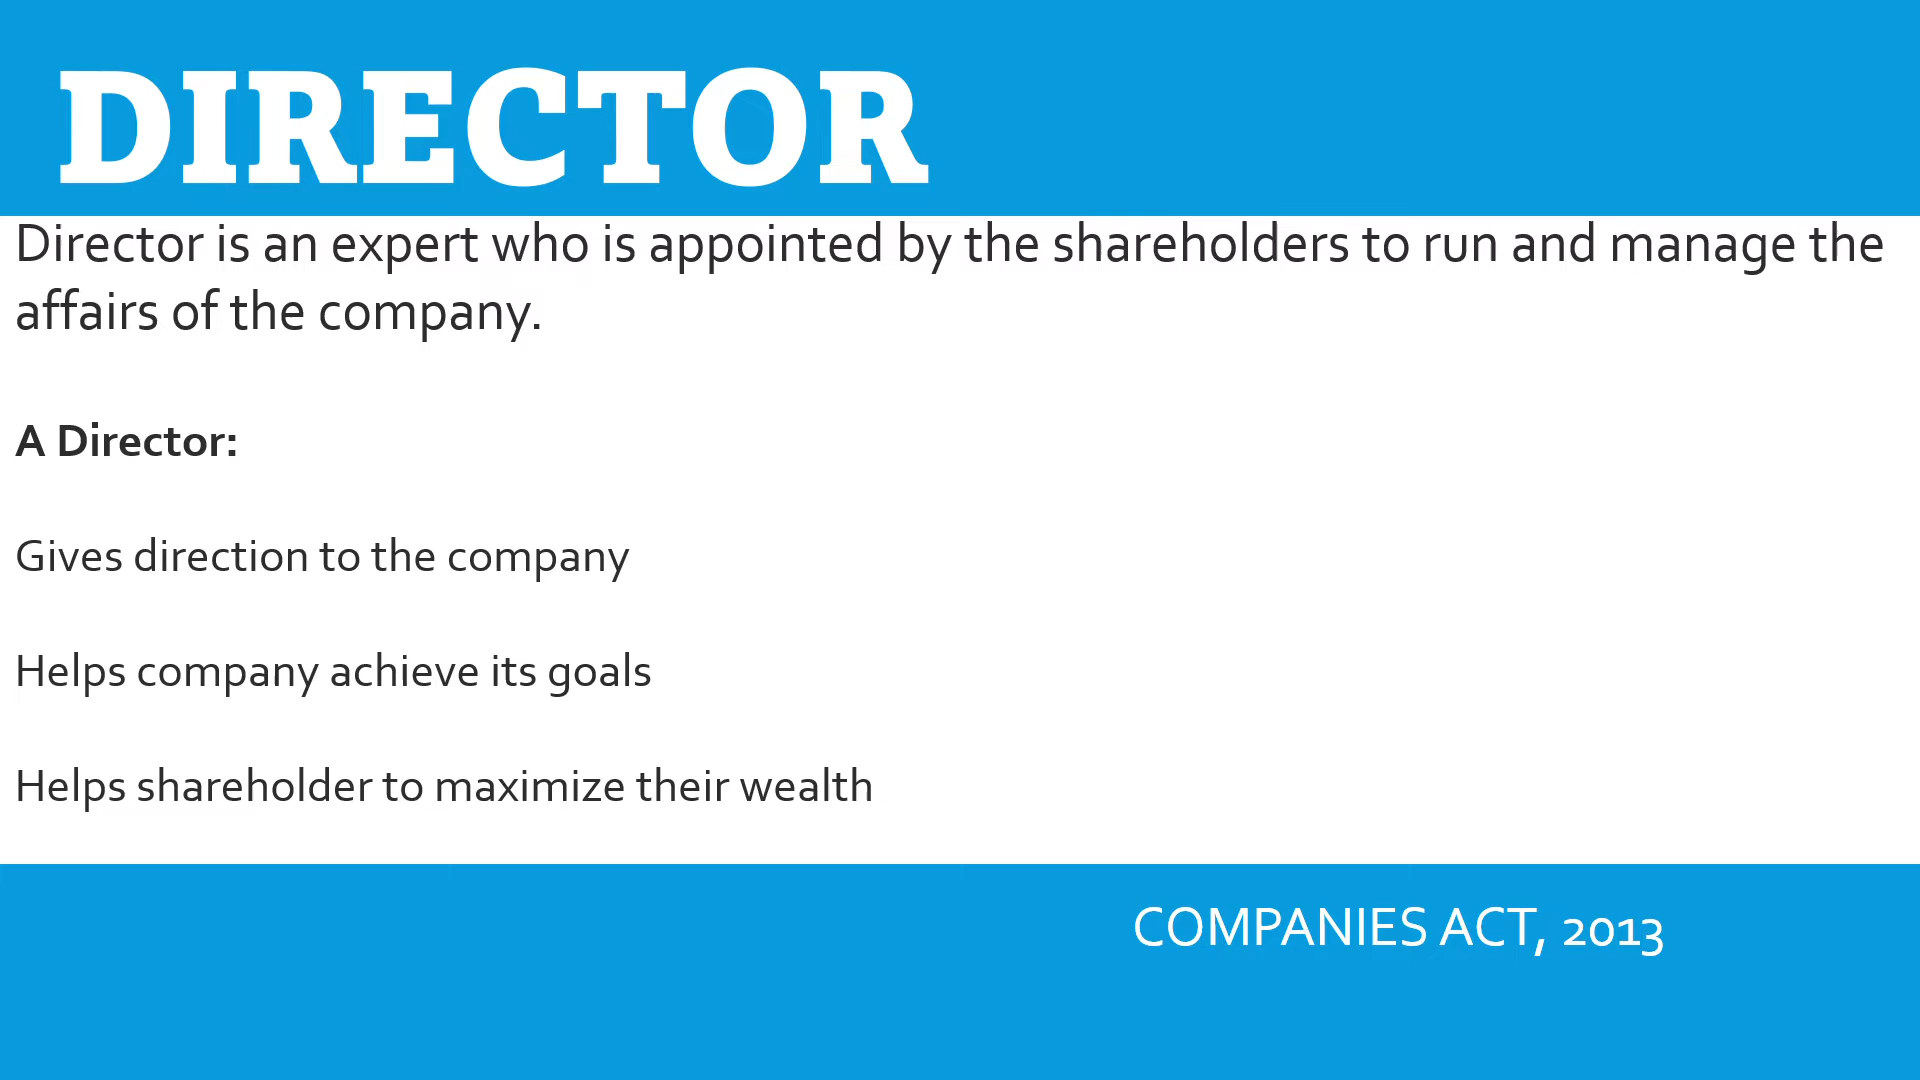 DIRECTOR
Director is an expert who is appointed by the shareholders to run and manage the
affairs of the company.
A Director:
Gives direction to the company
Helps company achieve its goals
Helps shareholder to maximize their wealth
COMPANIES ACT, 2013